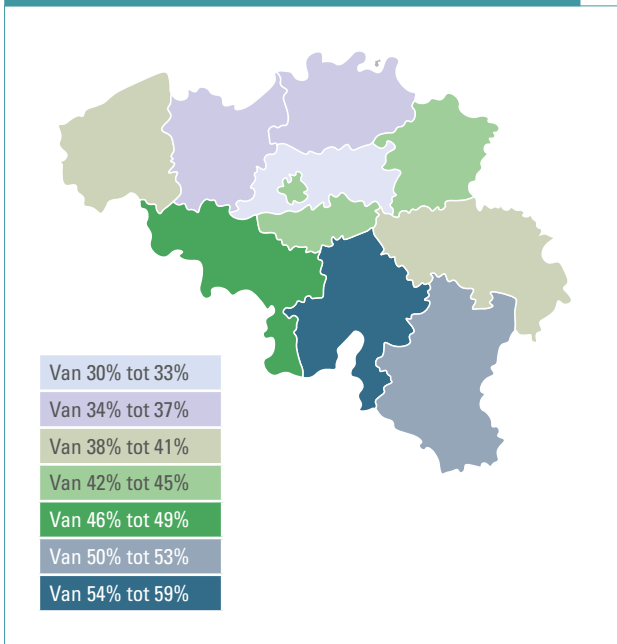 Van 30% tot 33%
Van 34% tot 37%
Van 38% tot 41%
Van 42% tot 45%
Van 46% tot 49%
Van 50% tot 53%
Van 54% tot 59%